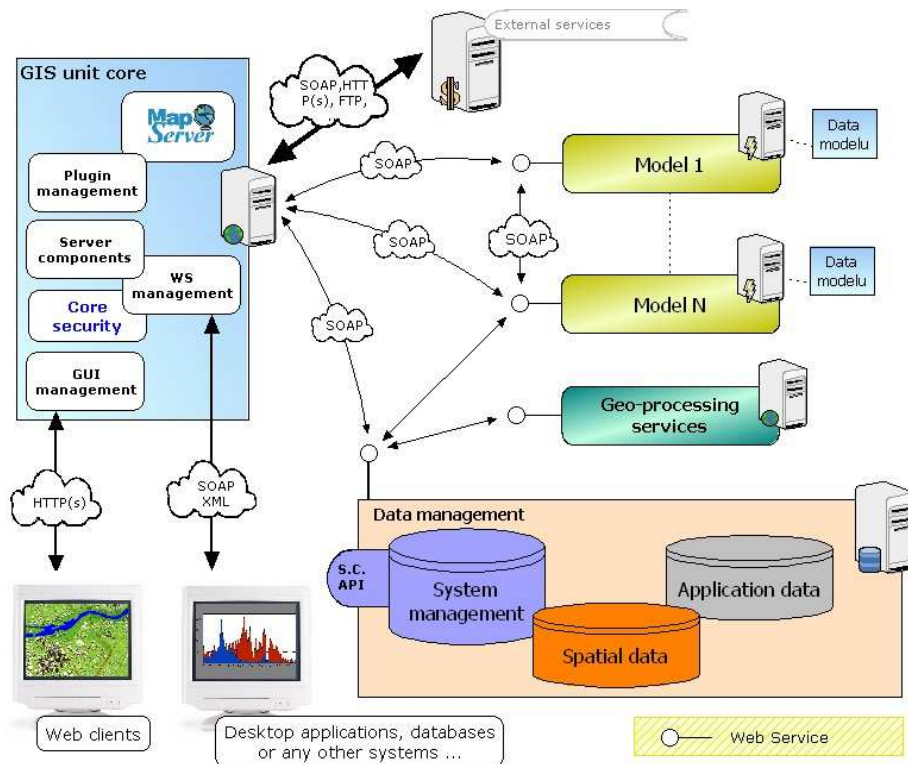 External services
GIS unit core
SOAP,HTT
P(s), FTP,
Map
Server
Plugin
management
Server
components
WS
management
Core
security
GUI
management
SOAP
Model 1
Data
modelu
SOAP
SOAP
Model N
Data
modelu
SOAP
Geo-processing
services
HTTP(s)
SOAP
XML
Data management
S.C.
API
System
management
Application data
Spatial data
Web clients
Desktop applications, databases
or any other systems ...
Web Service